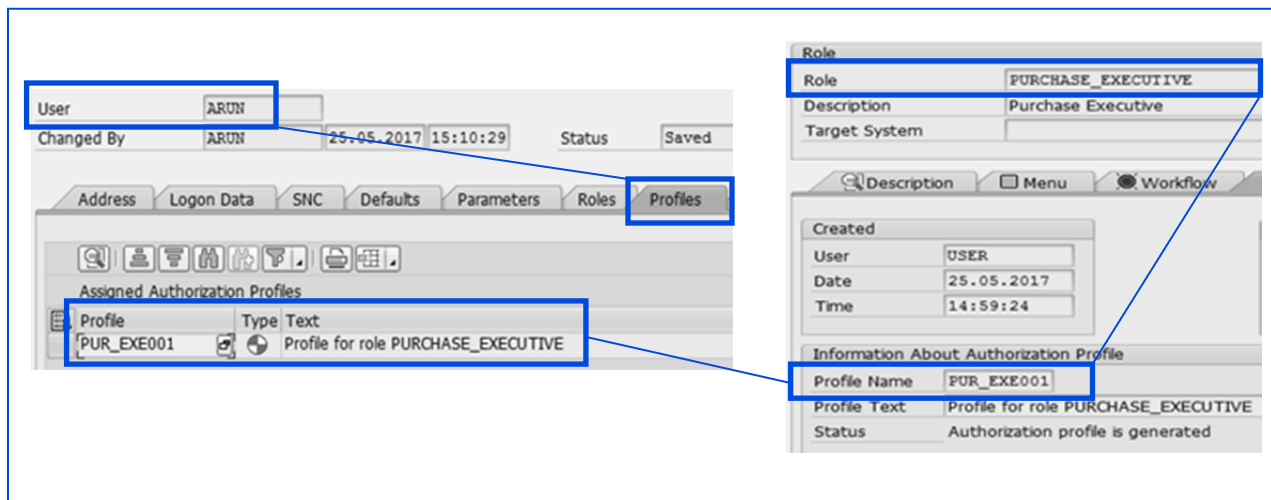 User ARUN
Changed By ARUN 25.05.2017 15:10:29 Status Saved
Address Logon Data SNC Defaults Parameters Roles Profiles
Assigned Authorization Profiles
Profile Type Text
PUR_EXE001 Profile for role PURCHASE_EXECUTIVE
Role
Role PURCHASE_EXECUTIVE
Description Purchase Executive
Target System
Description Menu Workflow
Created
User USER
Date 25.05.2017
Time 14:59:24
Information About Authorization Profile
Profile Name PUR_EXE001
Profile Text Profile for role PURCHASE_EXECUTIVE
Status Authorization profile is generated